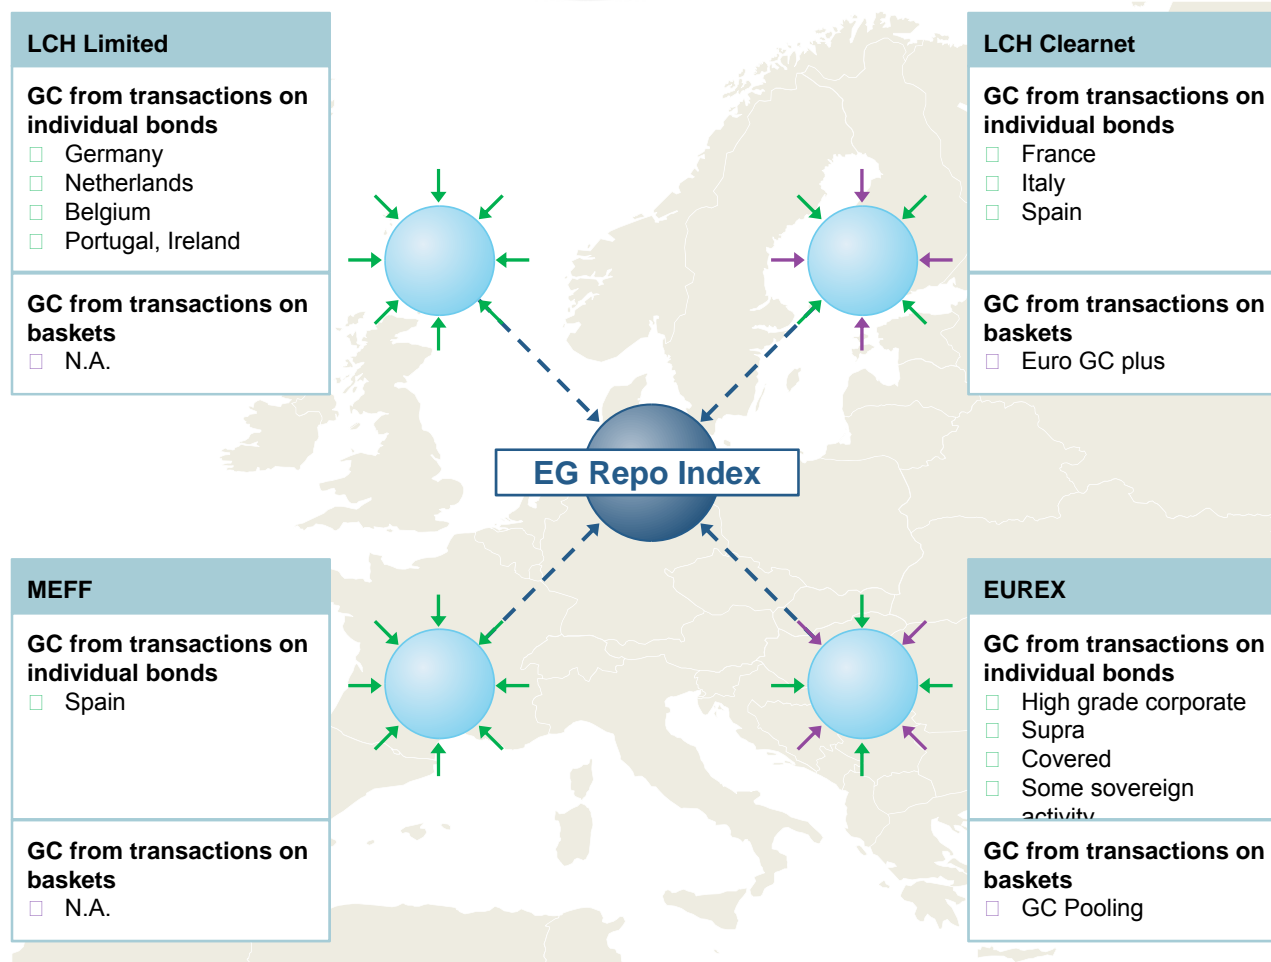 LCH Limited
GC from transactions on
individual bonds
Germany
Netherlands
Belgium
Portugal, Ireland
GC from transactions on
baskets
N.A.
LCH Clearnet
GC from transactions on
individual bonds
France
Italy
Spain
GC from transactions on
baskets
Euro GC plus
EG Repo Index
MEFF
GC from transactions on
individual bonds
Spain
GC from transactions on
baskets
N.A.
EUREX
GC from transactions on
individual bonds
High grade corporate
Supra
Covered
Some sovereign
activity
GC from transactions on
baskets
GC Pooling